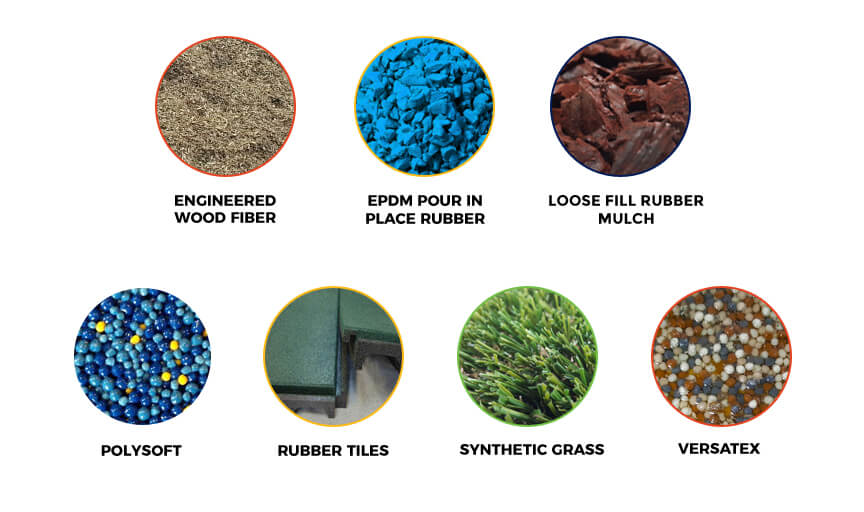 ENGINEERED
WOOD FIBER
EPDM POUR IN
PLACE RUBBER
LOOSE FILL RUBBER
MULCH
POLYSOFT
RUBBER TILES
SYNTHETIC GRASS
VERSATEX